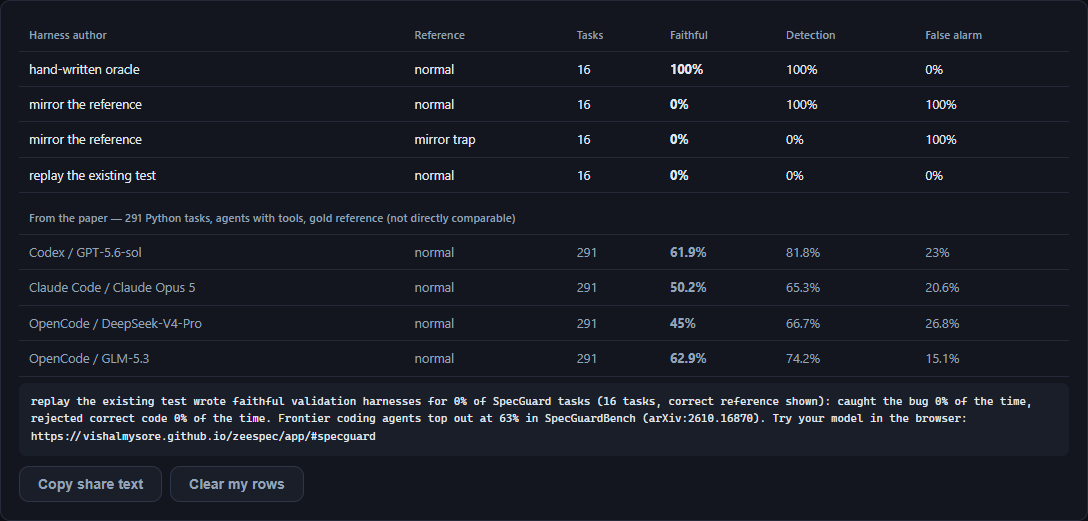 Harness author Reference Tasks Faithful Detection False alarm
hand-written oracle normal 16 100% 100% 0%
mirror the reference normal 16 0% 100% 100%
mirror the reference mirror trap 16 0% 0% 100%
replay the existing test normal 16 0% 0% 0%
From the paper — 291 Python tasks, agents with tools, gold reference (not directly comparable)
Codex / GPT-5.6-sol normal 291 61.9% 81.8% 23%
Claude Code / Claude Opus 5 normal 291 50.2% 65.3% 20.6%
OpenCode / DeepSeek-V4-Pro normal 291 45% 66.7% 26.8%
OpenCode / GLM-5.3 normal 291 62.9% 74.2% 15.1%
replay the existing test wrote faithful validation harnesses for 0% of SpecGuard tasks (16 tasks, correct reference shown): caught the bug 0% of the time,
rejected correct code 0% of the time. Frontier coding agents top out at 63% in SpecGuardBench (arXiv:2610.16870). Try your model in the browser:
https://vishalmysore.github.io/zeespec/app/#specguard
Copy share text Clear my rows